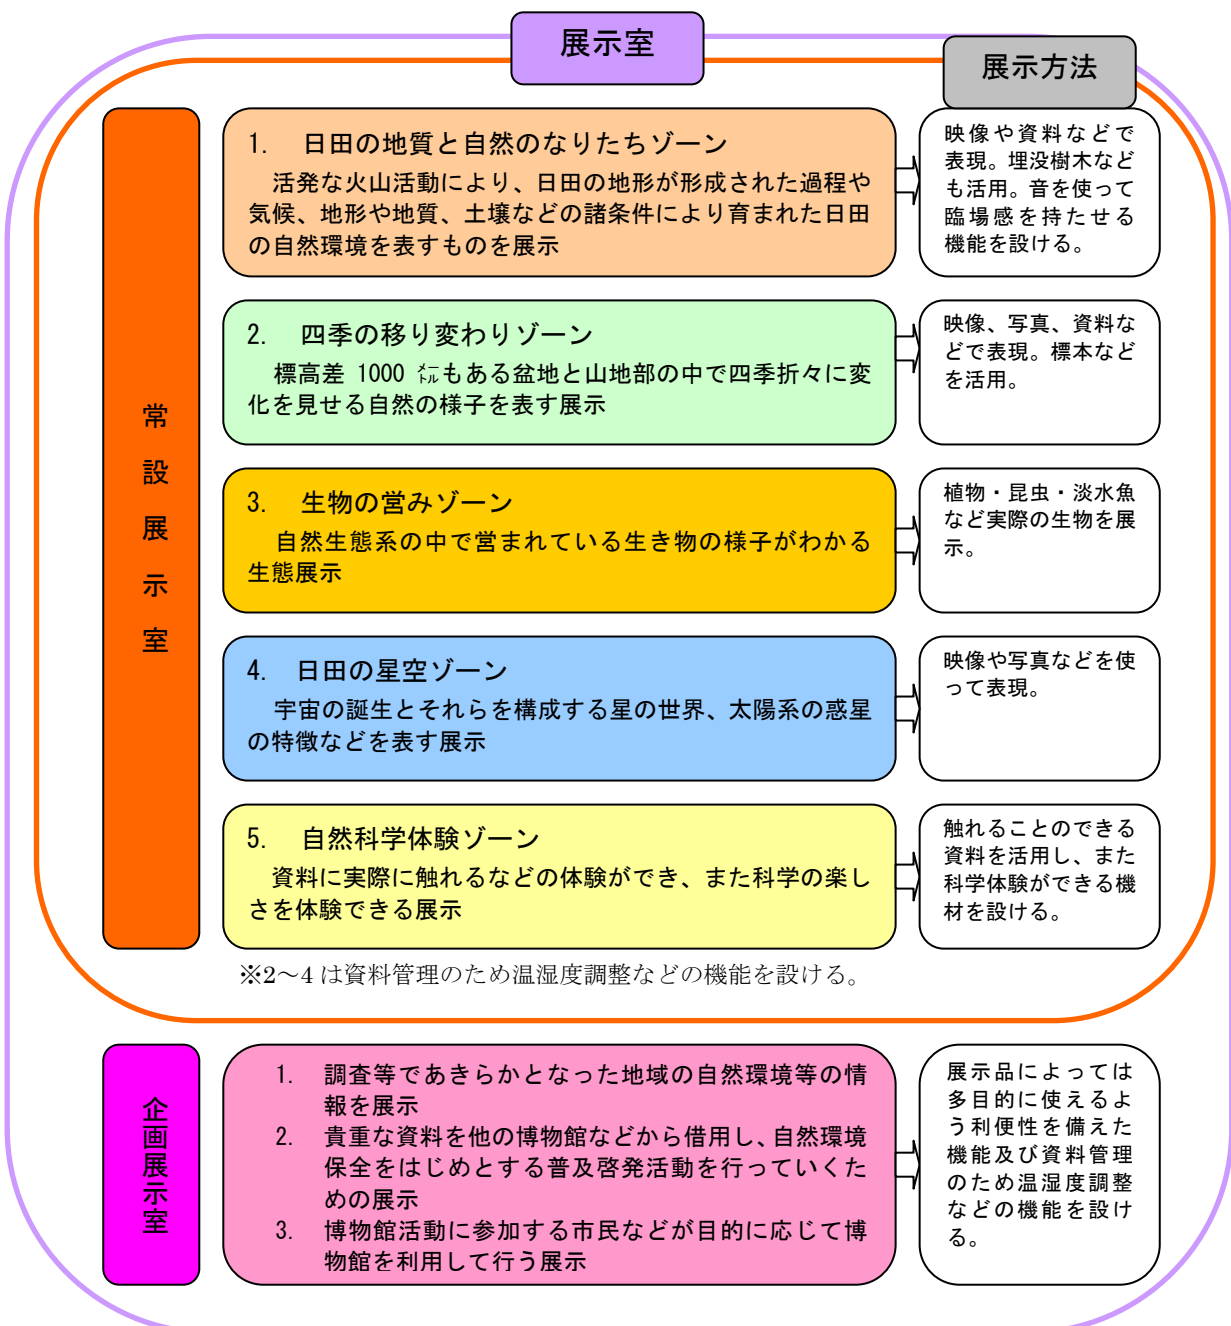 展示室
展示方法
常設展示室
1. 日田の地質と自然のなりたちゾーン
活発な火山活動により、日田の地形が形成された過程や
気候、地形や地質、土壌などの諸条件により育まれた日田
の自然環境を表すものを展示
映像や資料などで
表現。埋没樹木など
も活用。音を使って
臨場感を持たせる
機能を設ける。
2. 四季の移り変わりゾーン
標高差 1000 ㍍もある盆地と山地部の中で四季折々に変
化を見せる自然の様子を表す展示
映像、写真、資料な
どで表現。標本など
を活用。
3. 生物の営みゾーン
自然生態系の中で営まれている生き物の様子がわかる
生態展示
植物・昆虫・淡水魚
など実際の生物を展
示。
4. 日田の星空ゾーン
宇宙の誕生とそれらを構成する星の世界、太陽系の惑星
の特徴などを表す展示
映像や写真などを使
って表現。
5. 自然科学体験ゾーン
資料に実際に触れるなどの体験ができ、また科学の楽し
さを体験できる展示
触れることのできる
資料を活用し、また
科学体験ができる機
材を設ける。
※2～4 は資料管理のため温湿度調整などの機能を設ける。
企画展示室
1. 調査等であきらかとなった地域の自然環境等の情
報を展示
2. 貴重な資料を他の博物館などから借用し、自然環境
保全をはじめとする普及啓発活動を行っていくた
めの展示
3. 博物館活動に参加する市民などが目的に応じて博
物館を利用して行う展示
展示品によっては
多目的に使えるよ
う利便性を備えた
機能及び資料管理
のため温湿度調整
などの機能を設け
る。